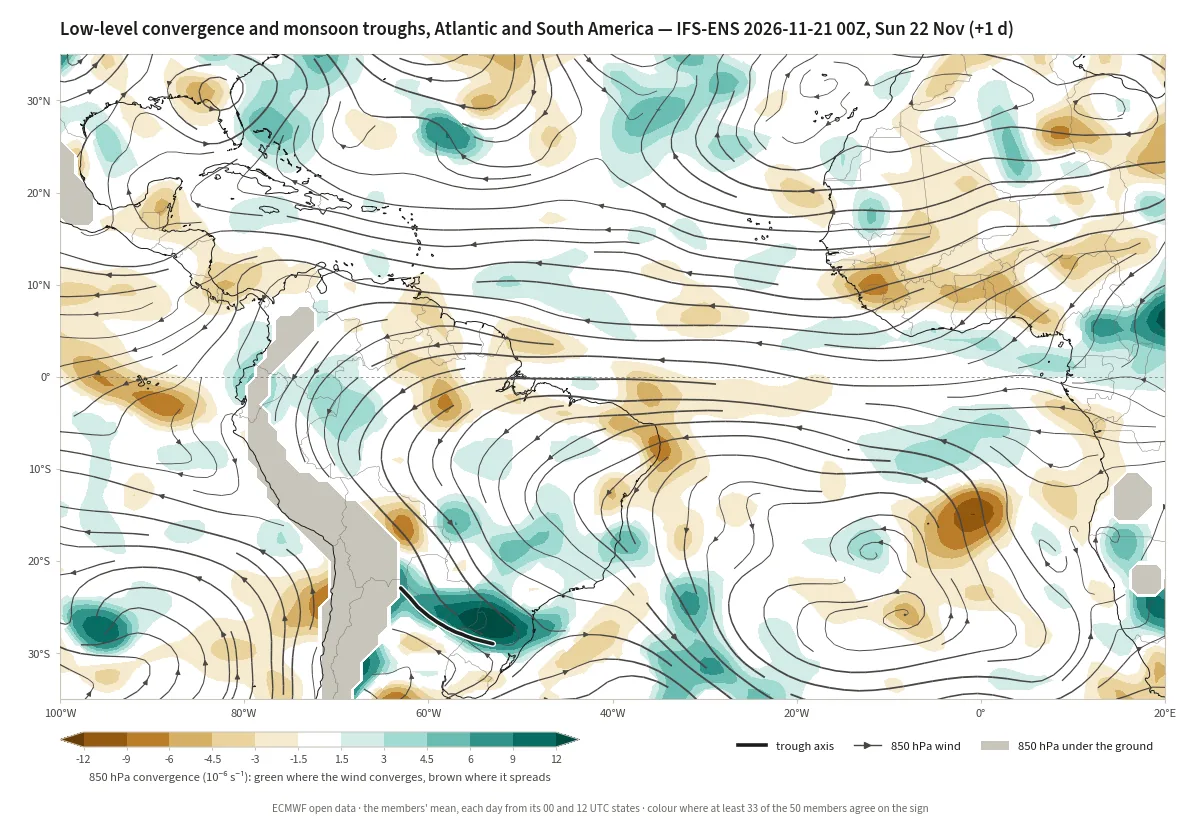 Low-level convergence and monsoon troughs, Atlantic and South America — IFS-ENS 2026-11-21 00Z, Sun 22 Nov (+1 d)
30°N
20°N
10°N
0°
10°S
20°S
30°S
100°W 80°W 60°W 40°W 20°W 0° 20°E
-12 -9 -6 -4.5 -3 -1.5 1.5 3 4.5 6 9 12
850 hPa convergence (10⁻⁶ s⁻¹): green where the wind converges, brown where it spreads
trough axis 850 hPa wind 850 hPa under the ground
ECMWF open data · the members' mean, each day from its 00 and 12 UTC states · colour where at least 33 of the 50 members agree on the sign